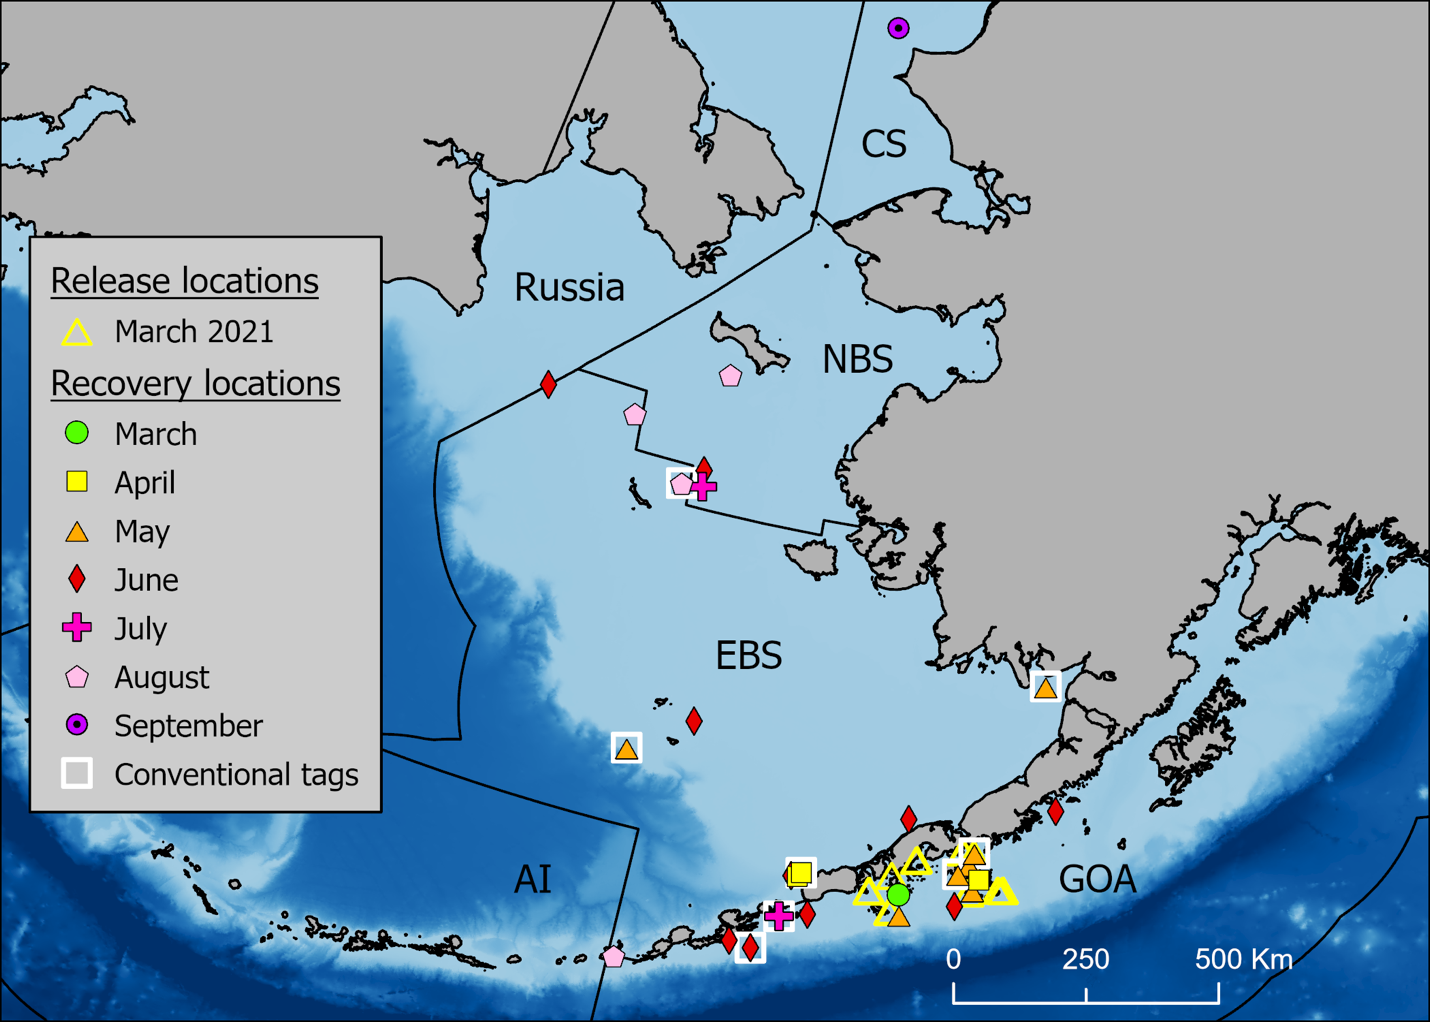 CS
Russia
NBS
EBS
AI
GOA
Release locations
March 2021
Recovery locations
March
April
May
June
July
August
September
Conventional tags
0 250 500 Km